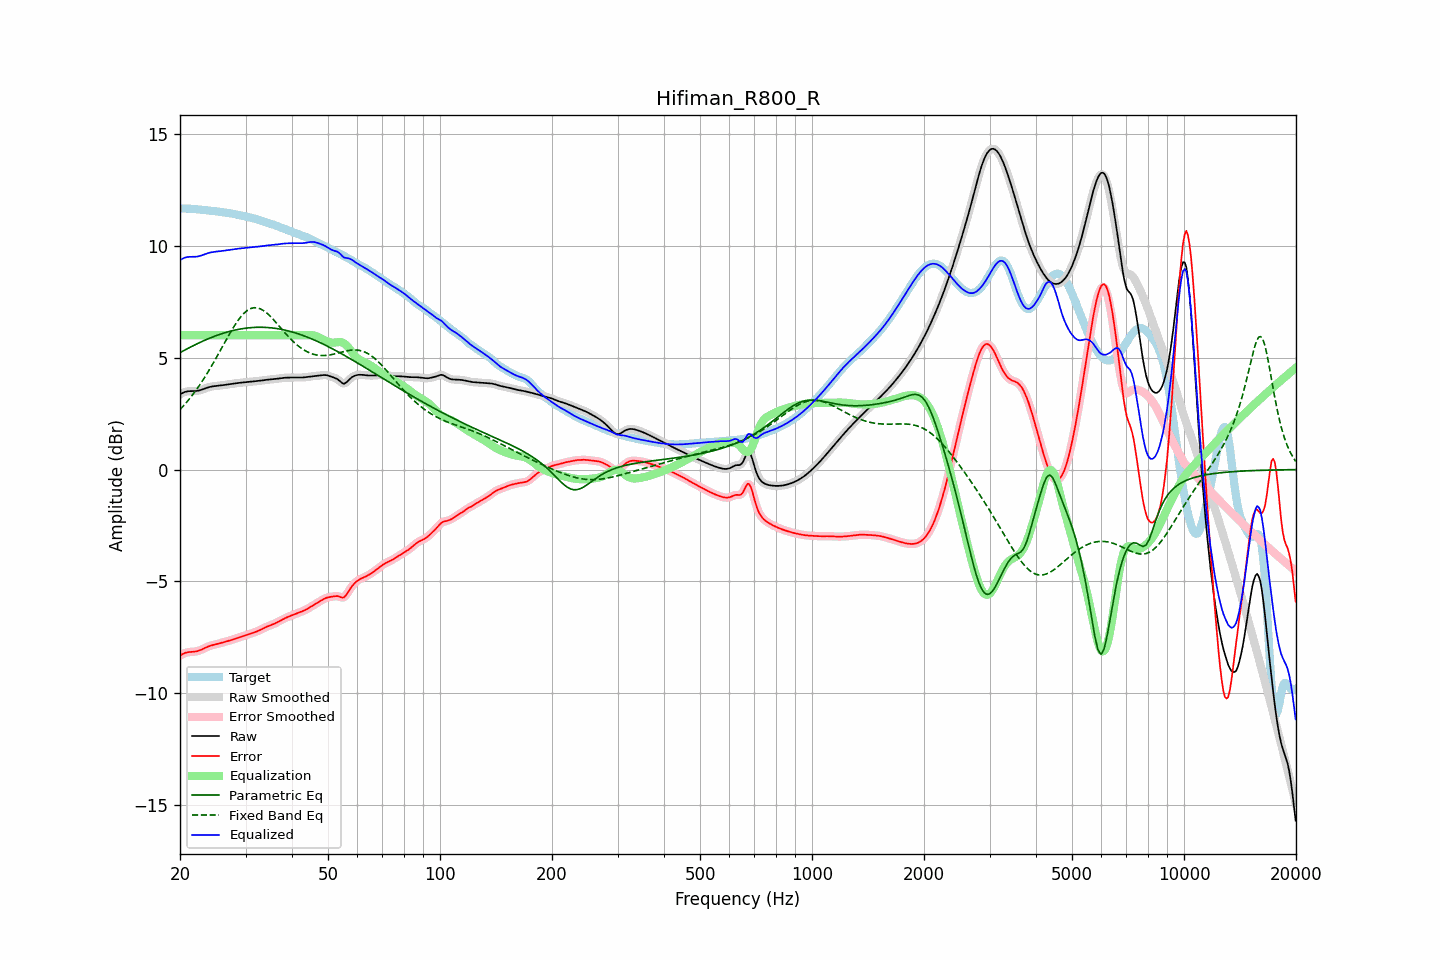 Hifiman_R800_R
Amplitude (dBr)
15
10
5
0
−5
−10
−15
Target
Raw Smoothed
Error Smoothed
Raw
Error
Equalization
Parametric Eq
Fixed Band Eq
Equalized
20 50 100 200 500 1000 2000 5000 10000 20000
Frequency (Hz)